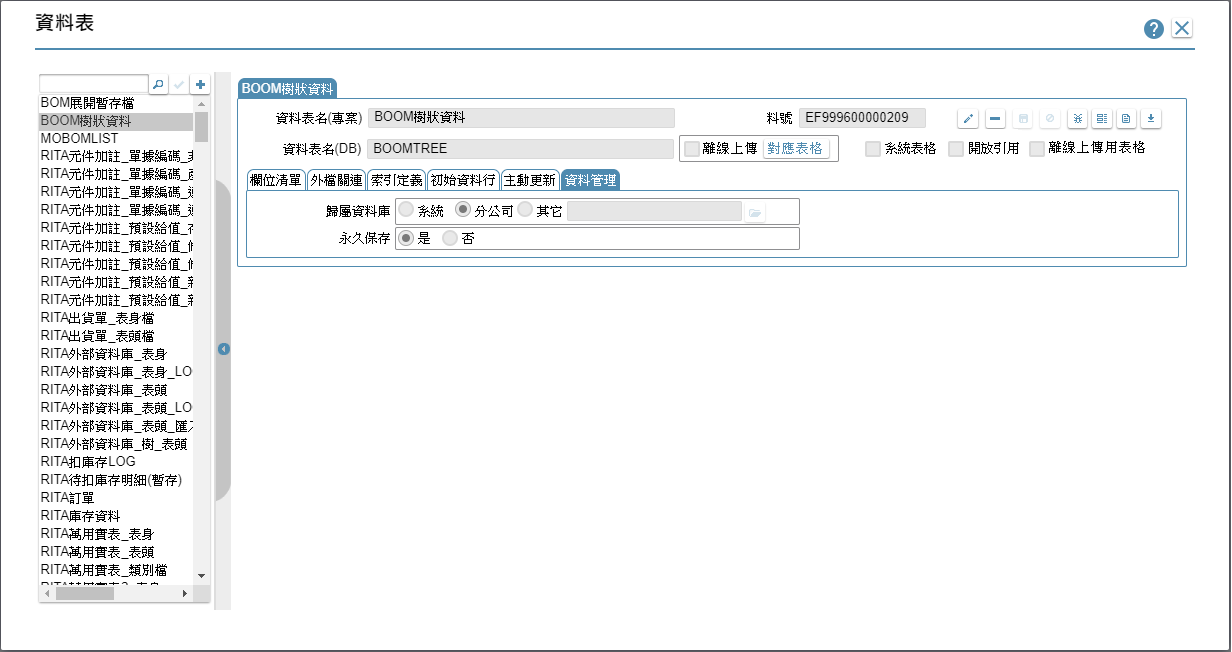 資料表
BOM展開暫存檔
BOOM樹狀資料
MOBOMLIST
RITA元件加註_單據編碼_
RITA元件加註_單據編碼_
RITA元件加註_單據編碼_
RITA元件加註_單據編碼_
RITA元件加註_預設給值_
RITA元件加註_預設給值_
RITA元件加註_預設給值_
RITA元件加註_預設給值_
RITA元件加註_預設給值_
RITA出貨單_表身檔
RITA出貨單_表頭檔
RITA外部資料庫_表身
RITA外部資料庫_表身_LO
RITA外部資料庫_表頭
RITA外部資料庫_表頭_LO
RITA外部資料庫_表頭_匯
RITA外部資料庫_樹_表頭
RITA扣庫存LOG
RITA待扣庫存明細(暫存)
RITA訂單
RITA庫存資料
RITA萬用實表_表身
RITA萬用實表_表頭
RITA萬用實表_類別檔
BOOM樹狀資料
資料表名(專案) BOOM樹狀資料 料號 EF999600000209
資料表名(DB) BOOMTREE 離線上傳 對應表格 系統表格 開放引用 離線上傳用表格
欄位清單 外檔關連 索引定義 初始資料行 主動更新 資料管理
歸屬資料庫 系統 分公司 其它
永久保存 是 否